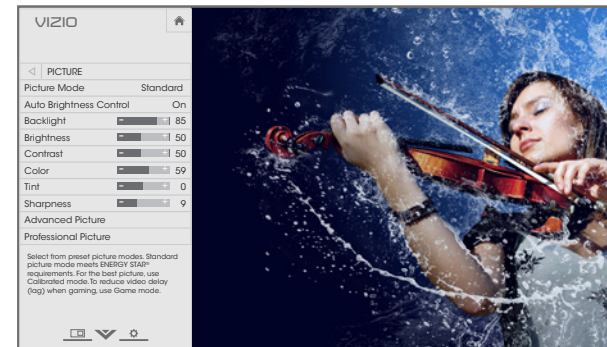 VIZIO
PICTURE
Picture Mode Standard
Auto Brightness Control On
Backlight 85
Brightness 50
Contrast 50
Color 59
Tint 0
Sharpness 9
Advanced Picture
Professional Picture
Select from preset picture modes. Standard
picture mode meets ENERGY STAR®
requirements. For the best picture, use
Calibrated mode. To reduce video delay
(lag) when gaming, use Game mode.